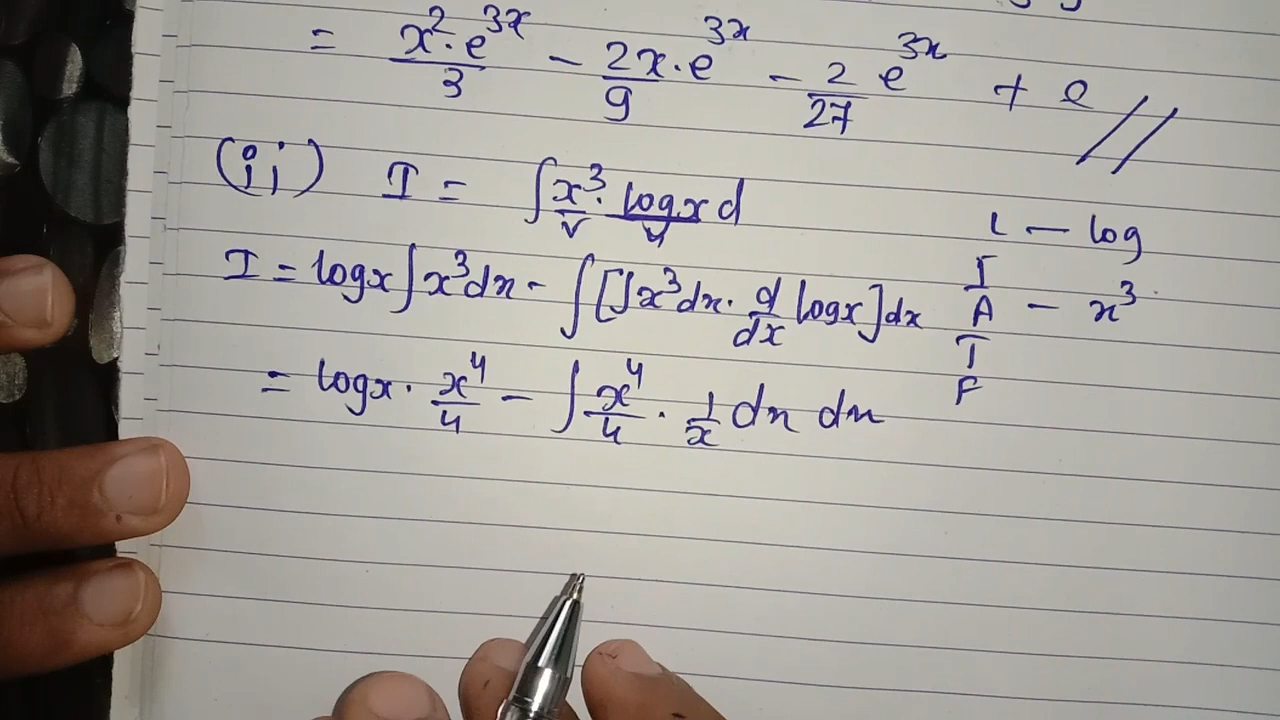 = x²·e³ˣ/3 - 2x·e³ˣ/9 - 2/27 e³ˣ + e //
(ii) I = ∫x³·logx d
v u
I = logx∫x³dx - ∫[∫x³dx· d/dx logx]dx
= logx· x⁴/4 - ∫x⁴/4 · 1/x dx dx
L - log
I
A - x³
T
F